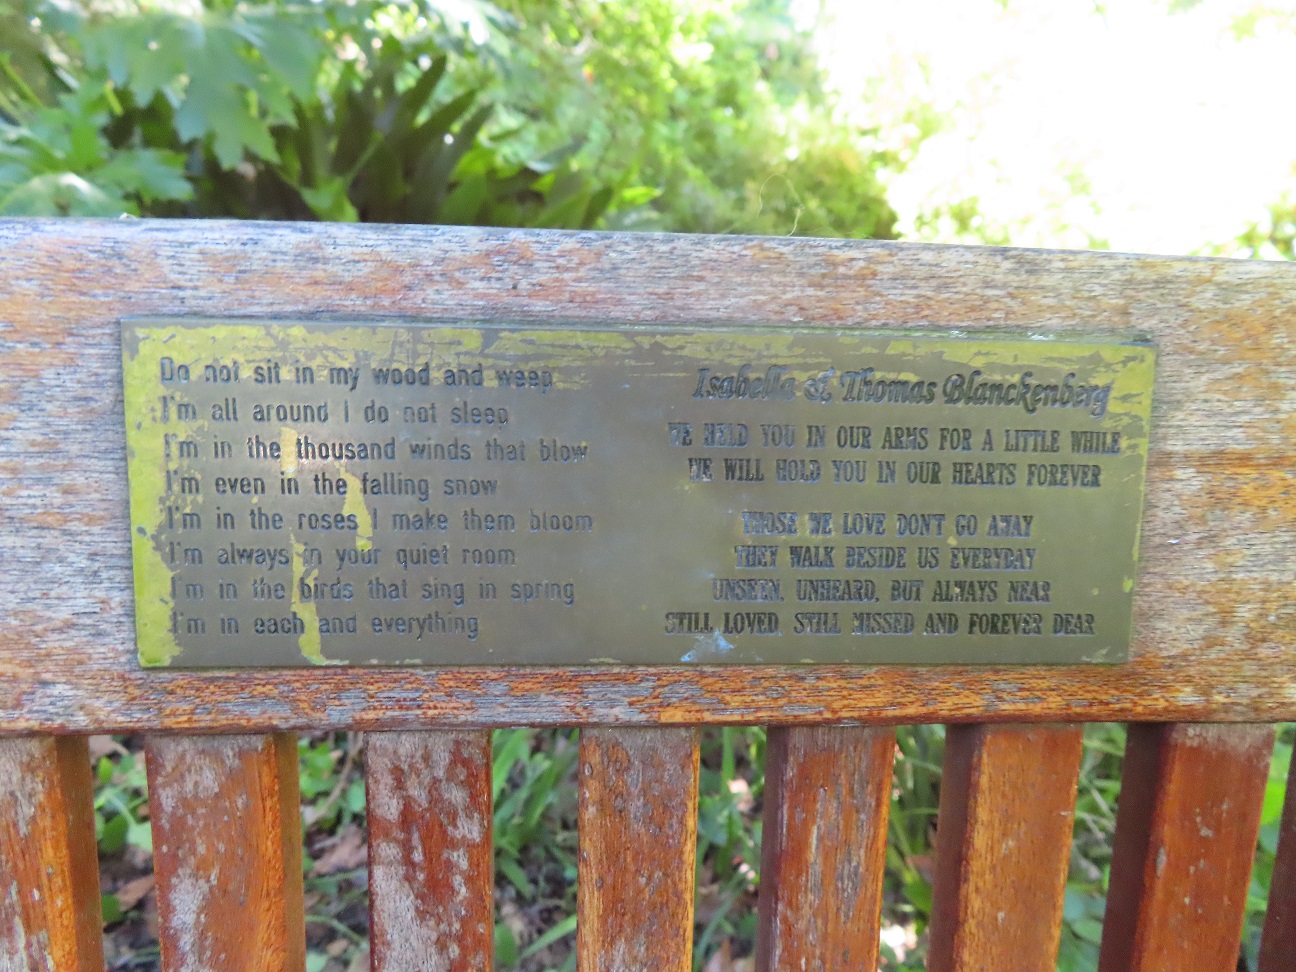 Do not sit in my wood and weep
I'm all around I do not sleep
I'm in the thousand winds that blow
I'm even in the falling snow
I'm in the roses I make them bloom
I'm always in your quiet room
I'm in the birds that sing in spring
I'm in each and everything
Isabella & Thomas Blanckenberg
WE HELD YOU IN OUR ARMS FOR A LITTLE WHILE
WE WILL HOLD YOU IN OUR HEARTS FOREVER
THOSE WE LOVE DON'T GO AWAY
THEY WALK BESIDE US EVERYDAY
UNSEEN, UNHEARD, BUT ALWAYS NEAR
STILL LOVED, STILL MISSED AND FOREVER DEAR